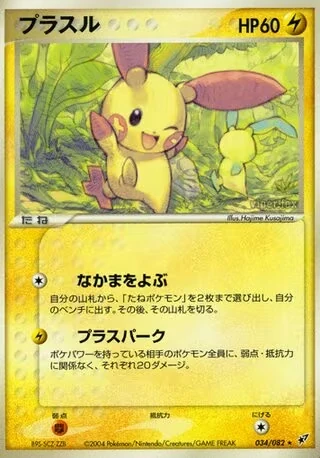 プラスル
HP60
Illus.Hajime Kusajima
たね
なかまをよぶ
自分の山札から、「たねポケモン」を2枚まで選び出し、自分
のベンチに出す。その後、その山札を切る。
プラスパーク
ポケパワーを持っている相手のポケモン全員に、弱点・抵抗力
に関係なく、それぞれ20ダメージ。
弱点 抵抗力 にげる
©2004 Pokémon/Nintendo/Creatures/GAME FREAK
034/082 ★